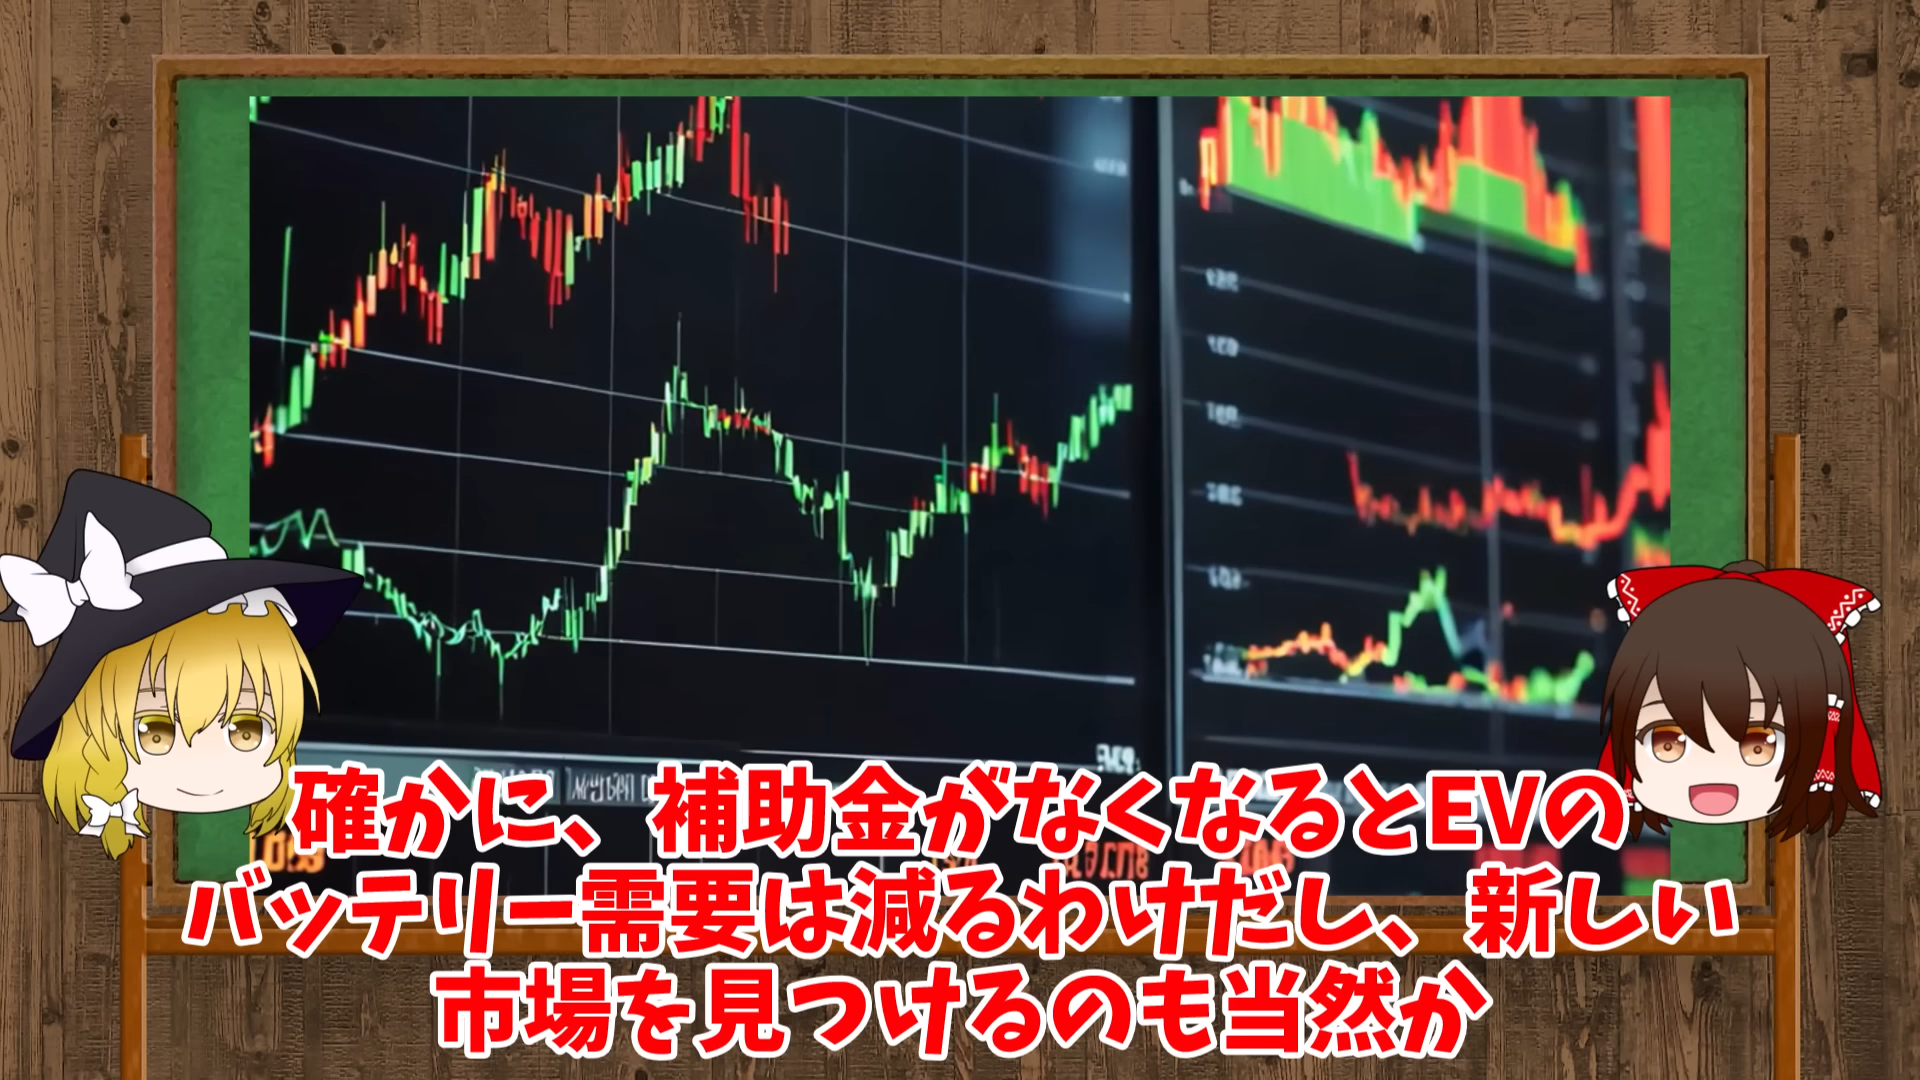 確かに、補助金がなくなるとEVの
バッテリー需要は減るわけだし、新しい
市場を見つけるのも当然か